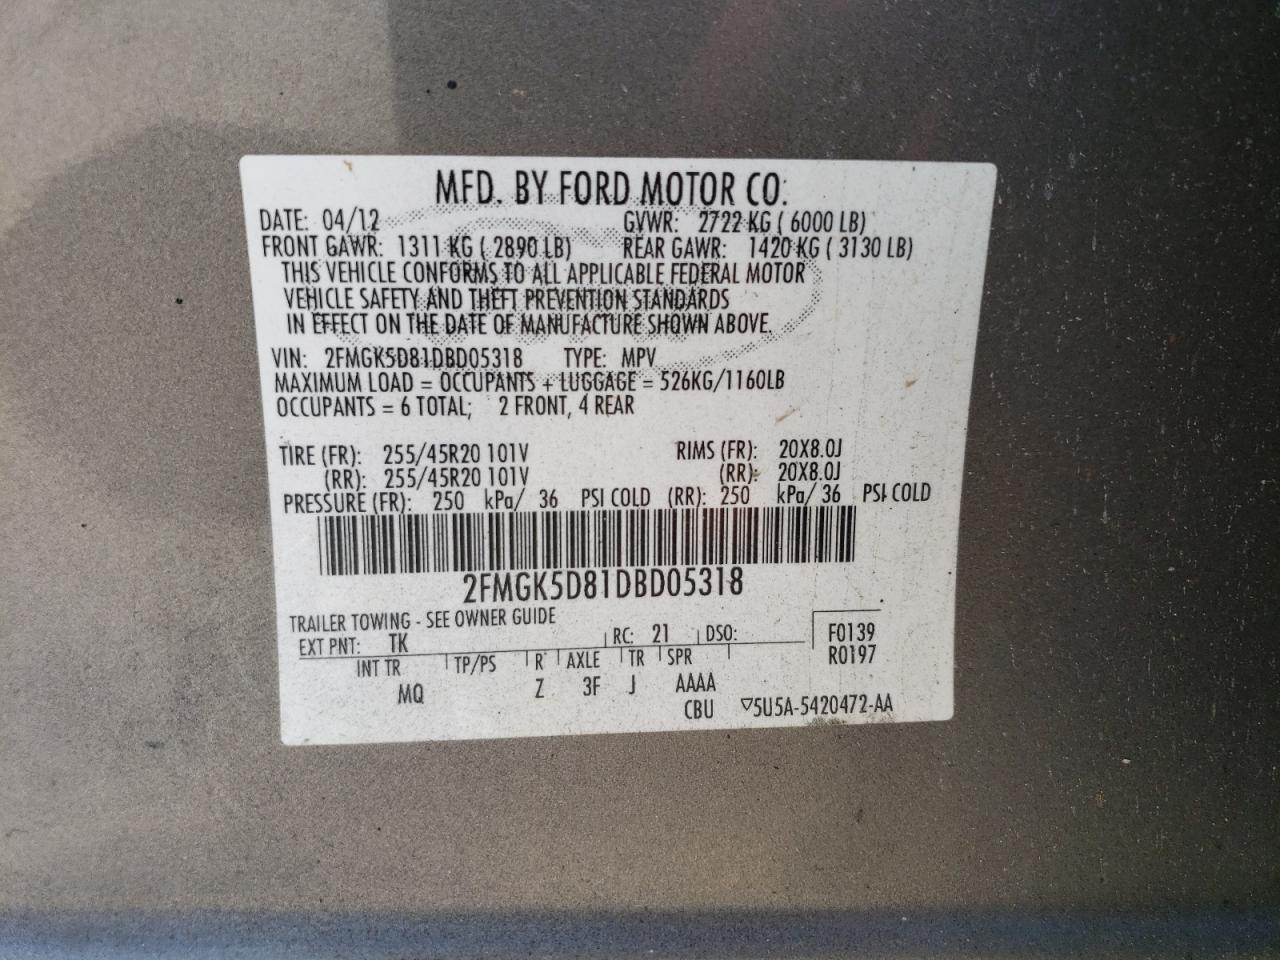 MFD. BY FORD MOTOR CO.
DATE: 04/12 GVWR: 2722 KG ( 6000 LB)
FRONT GAWR: 1311 KG ( 2890 LB) REAR GAWR: 1420 KG ( 3130 LB)
THIS VEHICLE CONFORMS TO ALL APPLICABLE FEDERAL MOTOR
VEHICLE SAFETY AND THEFT PREVENTION STANDARDS
IN EFFECT ON THE DATE OF MANUFACTURE SHOWN ABOVE.
VIN: 2FMGK5D81DBD05318 TYPE: MPV
MAXIMUM LOAD = OCCUPANTS + LUGGAGE = 526KG/1160LB
OCCUPANTS = 6 TOTAL; 2 FRONT, 4 REAR
TIRE (FR): 255/45R20 101V RIMS (FR): 20X8.0J
(RR): 255/45R20 101V (RR): 20X8.0J
PRESSURE (FR): 250 kPa/ 36 PSI COLD (RR): 250 kPa/ 36 PSI COLD
2FMGK5D81DBD05318
TRAILER TOWING - SEE OWNER GUIDE
EXT PNT: TK RC: 21 DSO: F0139
R0197
INT TR TP/PS R AXLE TR SPR
MQ Z 3F J AAAA
CBU ▽5U5A-5420472-AA